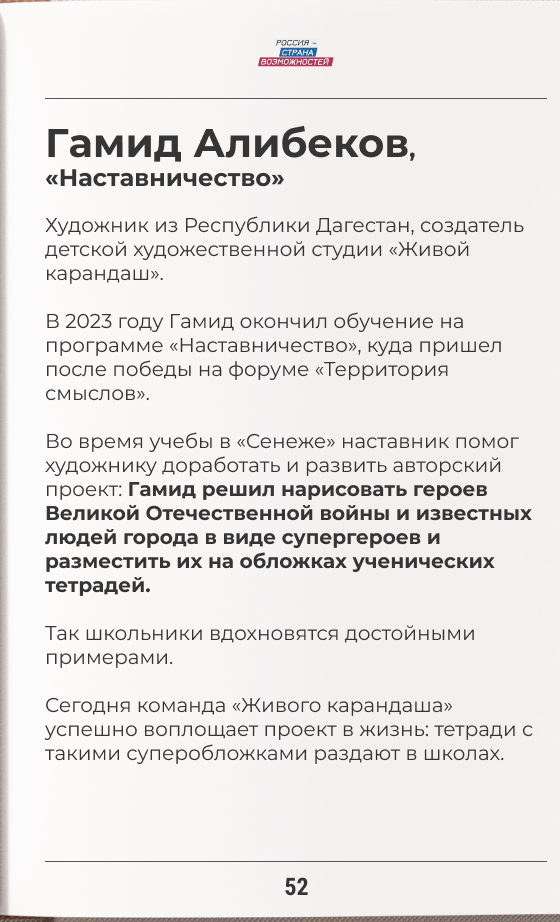 РОССИЯ –
СТРАНА
ВОЗМОЖНОСТЕЙ
Гамид Алибеков,
«Наставничество»
Художник из Республики Дагестан, создатель
детской художественной студии «Живой
карандаш».
В 2023 году Гамид окончил обучение на
программе «Наставничество», куда пришел
после победы на форуме «Территория
смыслов».
Во время учебы в «Сенеже» наставник помог
художнику доработать и развить авторский
проект: Гамид решил нарисовать героев
Великой Отечественной войны и известных
людей города в виде супергероев и
разместить их на обложках ученических
тетрадей.
Так школьники вдохновятся достойными
примерами.
Сегодня команда «Живого карандаша»
успешно воплощает проект в жизнь: тетради с
такими суперобложками раздают в школах.
52